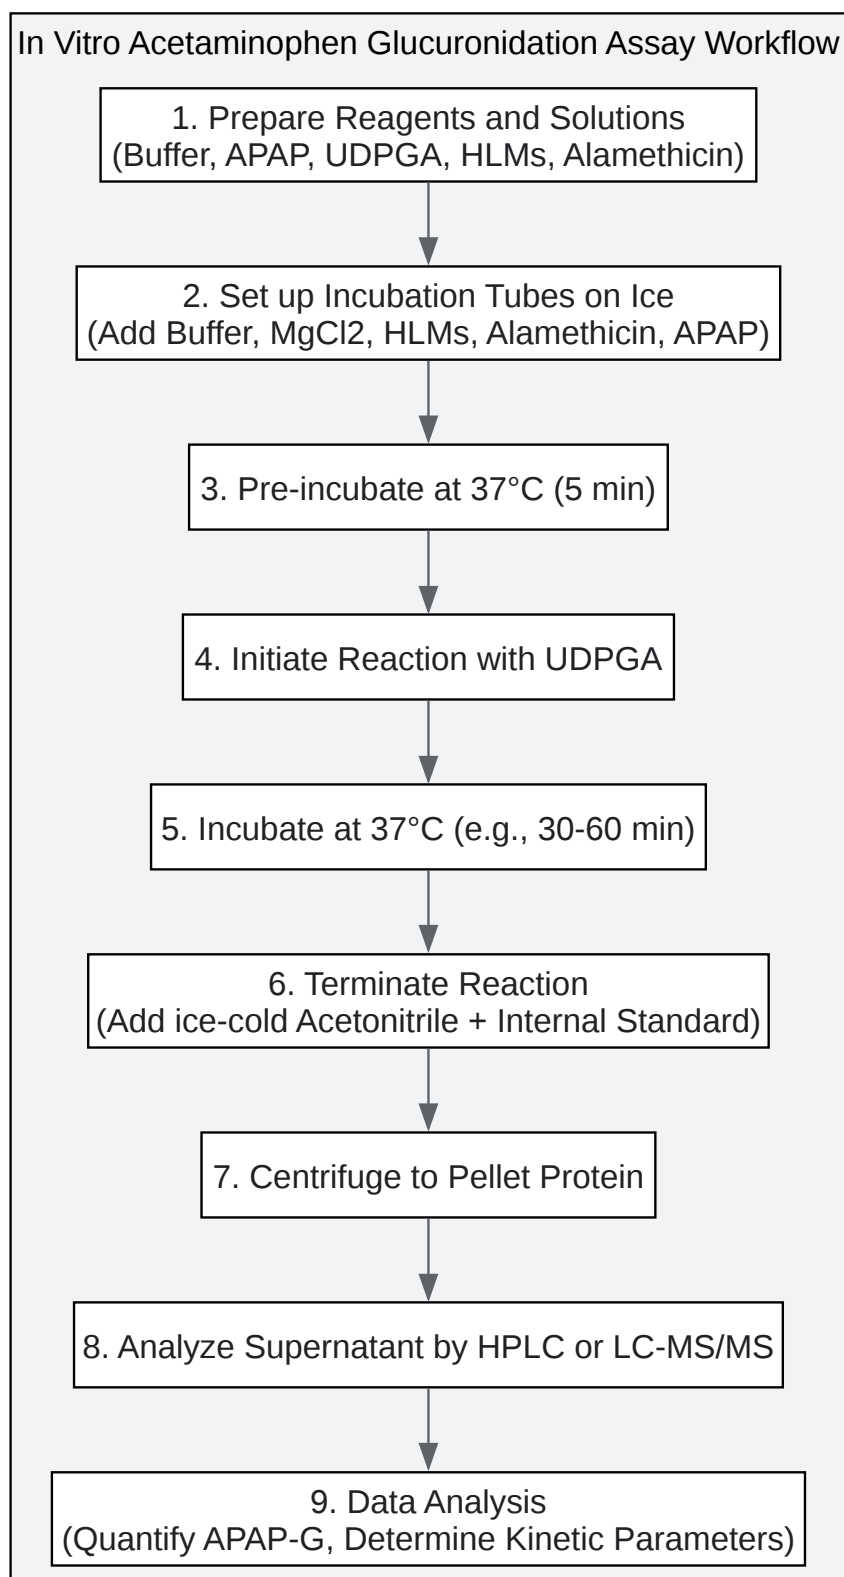 In Vitro Acetaminophen Glucuronidation Assay Workflow
1. Prepare Reagents and Solutions
(Buffer, APAP, UDPGA, HLMs, Alamethicin)
2. Set up Incubation Tubes on Ice
(Add Buffer, MgCl2, HLMs, Alamethicin, APAP)
3. Pre-incubate at 37°C (5 min)
4. Initiate Reaction with UDPGA
5. Incubate at 37°C (e.g., 30-60 min)
6. Terminate Reaction
(Add ice-cold Acetonitrile + Internal Standard)
7. Centrifuge to Pellet Protein
8. Analyze Supernatant by HPLC or LC-MS/MS
9. Data Analysis
(Quantify APAP-G, Determine Kinetic Parameters)